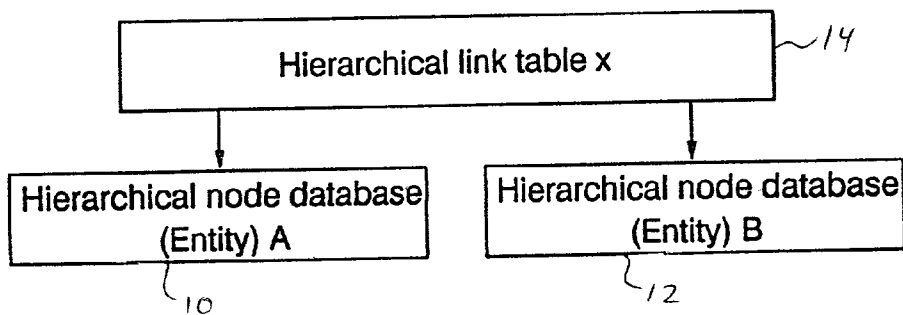 Hierarchical link table x
14
Hierarchical node database
(Entity) A
Hierarchical node database
(Entity) B
10
12